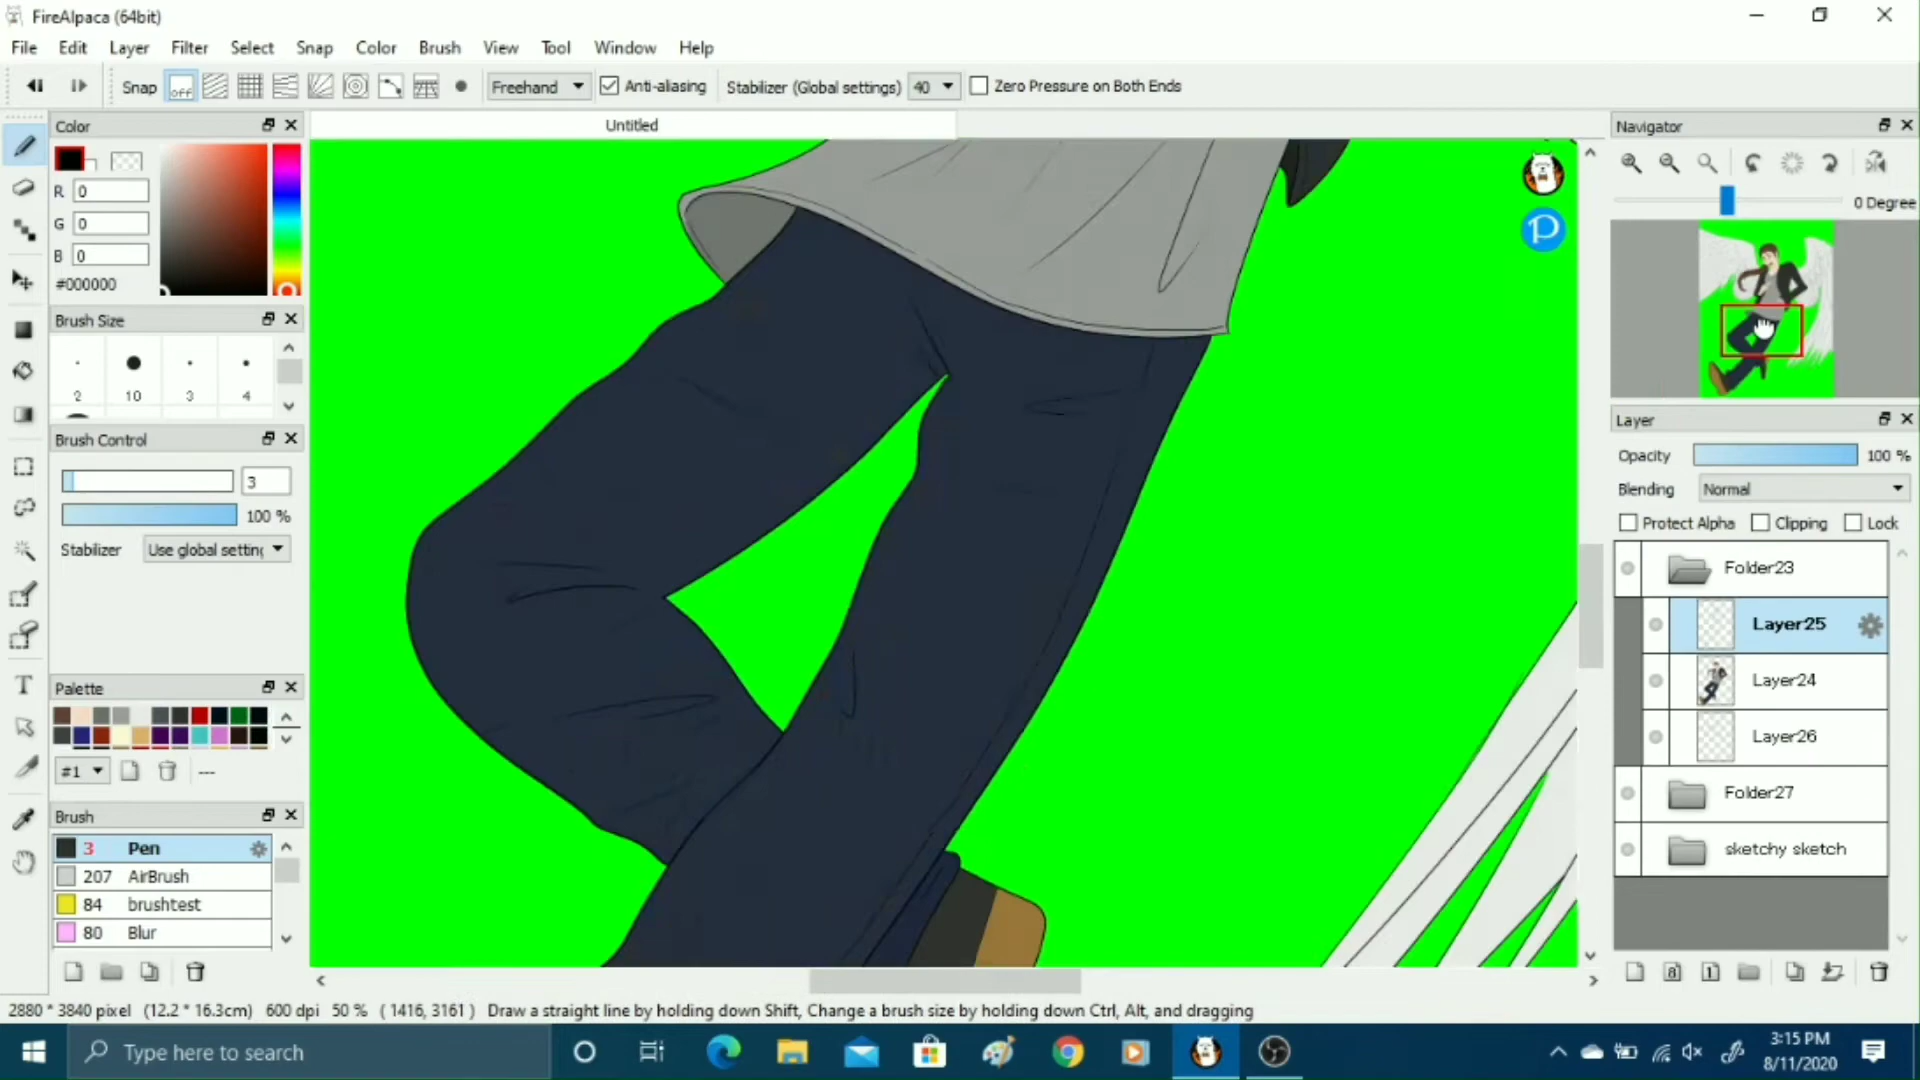 FireAlpaca (64bit)
File Edit Layer Filter Select Snap Color Brush View Tool Window Help
Snap off Freehand Anti-aliasing Stabilizer (Global settings) 40 Zero Pressure on Both Ends
Color
Untitled
Navigator
R 0
G 0
B 0
#000000
0 Degree
Brush Size
2 10 3 4
Brush Control
3
100 %
Stabilizer Use global setting
Palette
#1 ---
Brush
3 Pen
207 AirBrush
84 brushtest
80 Blur
Layer
Opacity 100 %
Blending Normal
Protect Alpha Clipping Lock
Folder23
Layer25
Layer24
Layer26
Folder27
sketchy sketch
2880 * 3840 pixel (12.2 * 16.3cm) 600 dpi 50 % ( 1416, 3161 ) Draw a straight line by holding down Shift, Change a brush size by holding down Ctrl, Alt, and dragging
Type here to search
3:15 PM
8/11/2020